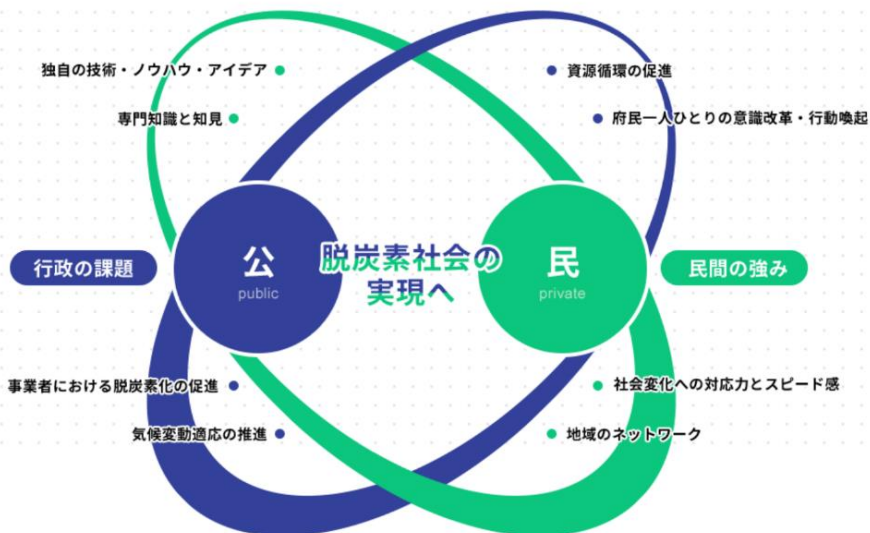 独自の技術・ノウハウ・アイデア
資源循環の促進
専門知識と知見
府民一人ひとりの意識改革・行動喚起
行政の課題
公
public
脱炭素社会の
実現へ
民
private
民間の強み
事業者における脱炭素化の促進
社会変化への対応力とスピード感
気候変動適応の推進
地域のネットワーク